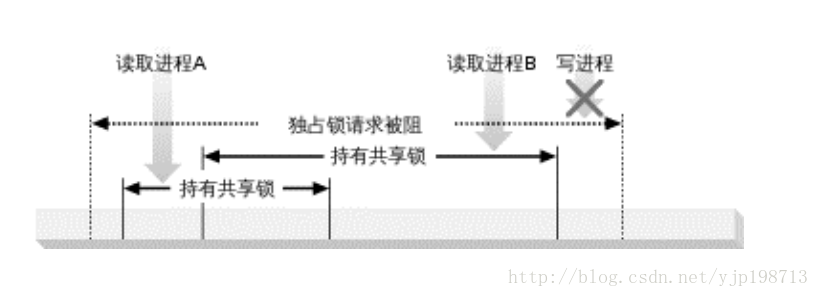 读取进程A
读取进程B
写进程
独占锁请求被阻
持有共享锁
持有共享锁
http://blog.csdn.net/yjp198713